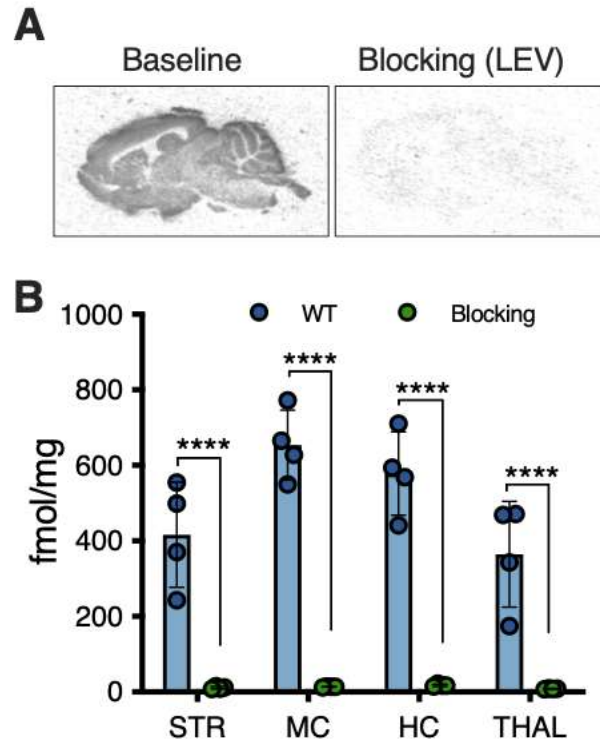 A
Baseline Blocking (LEV)
B
WT Blocking
fmol/mg
1000
800
600
400
200
0
****
****
****
****
STR MC HC THAL